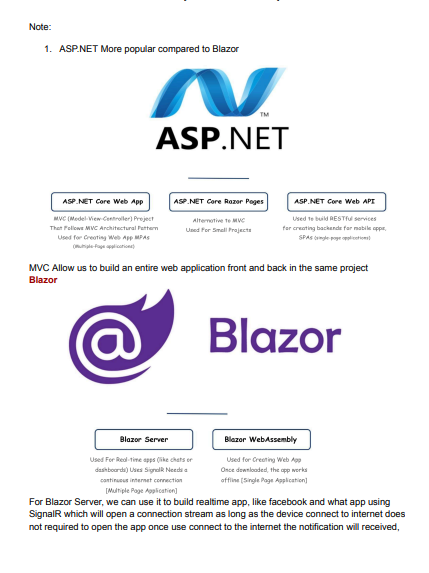 Note:
1. ASP.NET More popular compared to Blazor
TM
ASP.NET
ASP.NET Core Web App
MVC (Model-View-Controller) Project
That Follows MVC Architectural Pattern
Used for Creating Web App MPAs
(Multiple-Page applications)
ASP.NET Core Razor Pages
Alternative to MVC
Used For Small Projects
ASP.NET Core Web API
Used to build RESTful services
for creating backends for mobile apps,
SPAs (single-page applications)
MVC Allow us to build an entire web application front and back in the same project
Blazor
Blazor
Blazor Server
Used For Real-time apps (like chats or
dashboards) Uses SignalR Needs a
continuous internet connection
[Multiple Page Application]
Blazor WebAssembly
Used for Creating Web App
Once downloaded, the app works
offline [Single Page Application]
For Blazor Server, we can use it to build realtime app, like facebook and what app using
SignalR which will open a connection stream as long as the device connect to internet does
not required to open the app once use connect to the internet the notification will received,